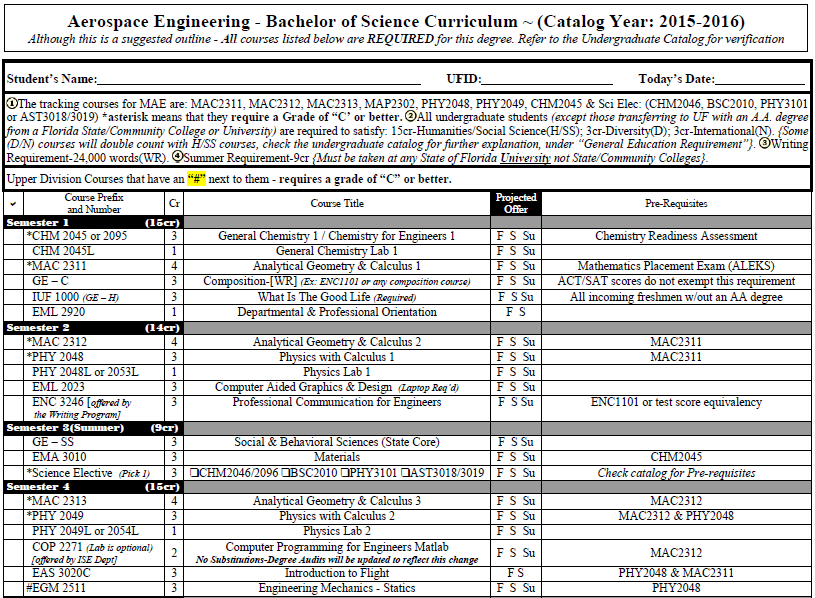 Aerospace Engineering - Bachelor of Science Curriculum ~ (Catalog Year: 2015-2016)
Although this is a suggested outline - All courses listed below are REQUIRED for this degree. Refer to the Undergraduate Catalog for verification
Student's Name: UFID: Today's Date:
①The tracking courses for MAE are: MAC2311, MAC2312, MAC2313, MAP2302, PHY2048, PHY2049, CHM2045 & Sci Elec: (CHM2046, BSC2010, PHY3101
or AST3018/3019) *asterisk means that they require a Grade of "C' or better. ②All undergraduate students (except those transferring to UF with an A.A. degree
from a Florida State/Community College or University) are required to satisfy: 15cr-Humanities/Social Science(H/SS); 3cr-Diversity(D); 3cr-International(N). {Some
(D/N) courses will double count with H/SS courses, check the undergraduate catalog for further explanation, under "General Education Requirement"}. ③Writing
Requirement-24,000 words(WR). ④Summer Requirement-9cr {Must be taken at any State of Florida University not State/Community Colleges}.
Upper Division Courses that have an "#" next to them - requires a grade of "C" or better.
✓ Course Prefix and Number Cr Course Title Projected Offer Pre-Requisites
Semester 1 (15cr)
*CHM 2045 or 2095 3 General Chemistry 1 / Chemistry for Engineers 1 F S Su Chemistry Readiness Assessment
CHM 2045L 1 General Chemistry Lab 1 F S Su
*MAC 2311 4 Analytical Geometry & Calculus 1 F S Su Mathematics Placement Exam (ALEKS)
GE – C 3 Composition-[WR] (Ex: ENC1101 or any composition course) F S Su ACT/SAT scores do not exempt this requirement
IUF 1000 (GE – H) 3 What Is The Good Life (Required) F S Su All incoming freshmen w/out an AA degree
EML 2920 1 Departmental & Professional Orientation F S
Semester 2 (14cr)
*MAC 2312 4 Analytical Geometry & Calculus 2 F S Su MAC2311
*PHY 2048 3 Physics with Calculus 1 F S Su MAC2311
PHY 2048L or 2053L 1 Physics Lab 1 F S Su
EML 2023 3 Computer Aided Graphics & Design (Laptop Req'd) F S Su
ENC 3246 [offered by 3 Professional Communication for Engineers F S Su ENC1101 or test score equivalency
the Writing Program]
Semester 3(Summer) (9cr)
GE – SS 3 Social & Behavioral Sciences (State Core) F S Su
EMA 3010 3 Materials F S Su CHM2045
*Science Elective (Pick 1) 3 ❑CHM2046/2096 ❑BSC2010 ❑PHY3101 ❑AST3018/3019 F S Su Check catalog for Pre-requisites
Semester 4 (15cr)
*MAC 2313 4 Analytical Geometry & Calculus 3 F S Su MAC2312
*PHY 2049 3 Physics with Calculus 2 F S Su MAC2312 & PHY2048
PHY 2049L or 2054L 1 Physics Lab 2 F S Su
COP 2271 (Lab is optional) 2 Computer Programming for Engineers Matlab F S Su MAC2312
[offered by ISE Dept] No Substitutions-Degree Audits will be updated to reflect this change
EAS 3020C 3 Introduction to Flight F S PHY2048 & MAC2311
#EGM 2511 3 Engineering Mechanics - Statics F S Su PHY2048